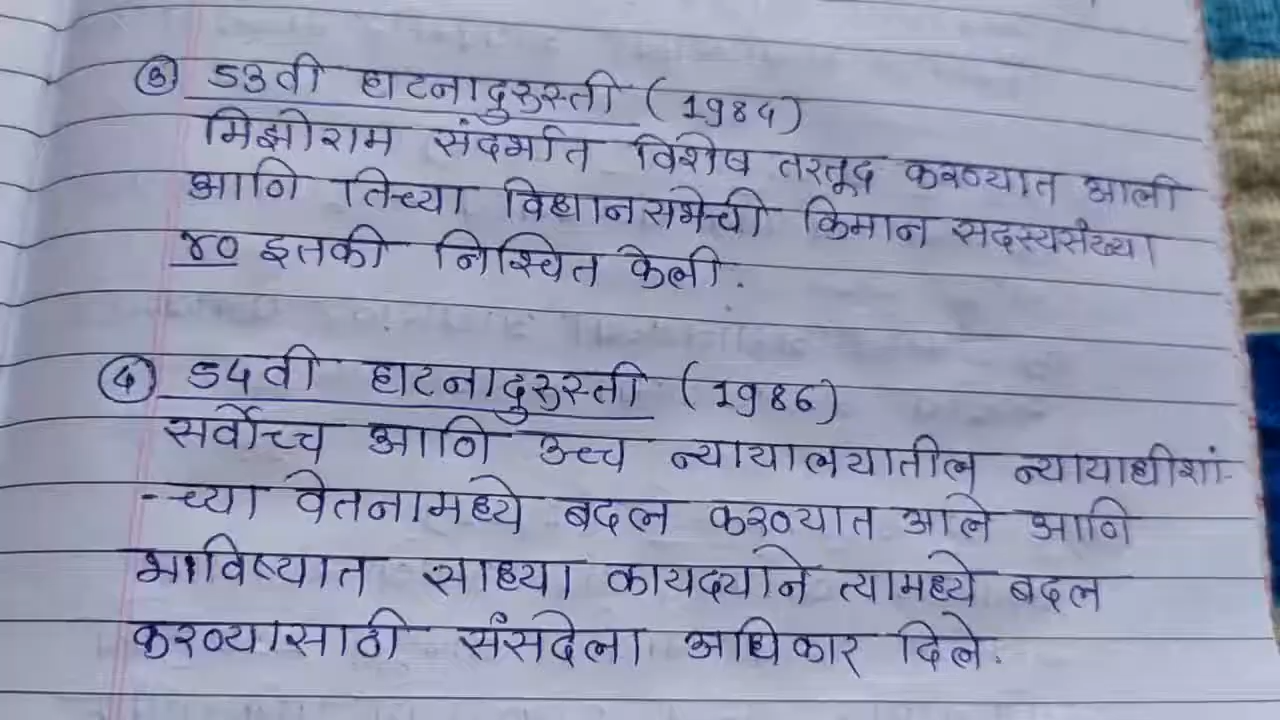 ③ 53वी घटनादुरुस्ती (1986)
मिझोराम संदर्भात विशेष तरतूद करण्यात आली
आणि तिच्या विधानसभेची किमान सदस्यसंख्या
४० इतकी निश्चित केली.
④ 54वी घटनादुरुस्ती (1986)
सर्वोच्च आणि उच्च न्यायालयातील न्यायाधीशां-
-च्या वेतनामध्ये बदल करण्यात आले आणि
भाविष्यात साध्या कायद्याने त्यामध्ये बदल
करण्यासाठी संसदेला अधिकार दिले.